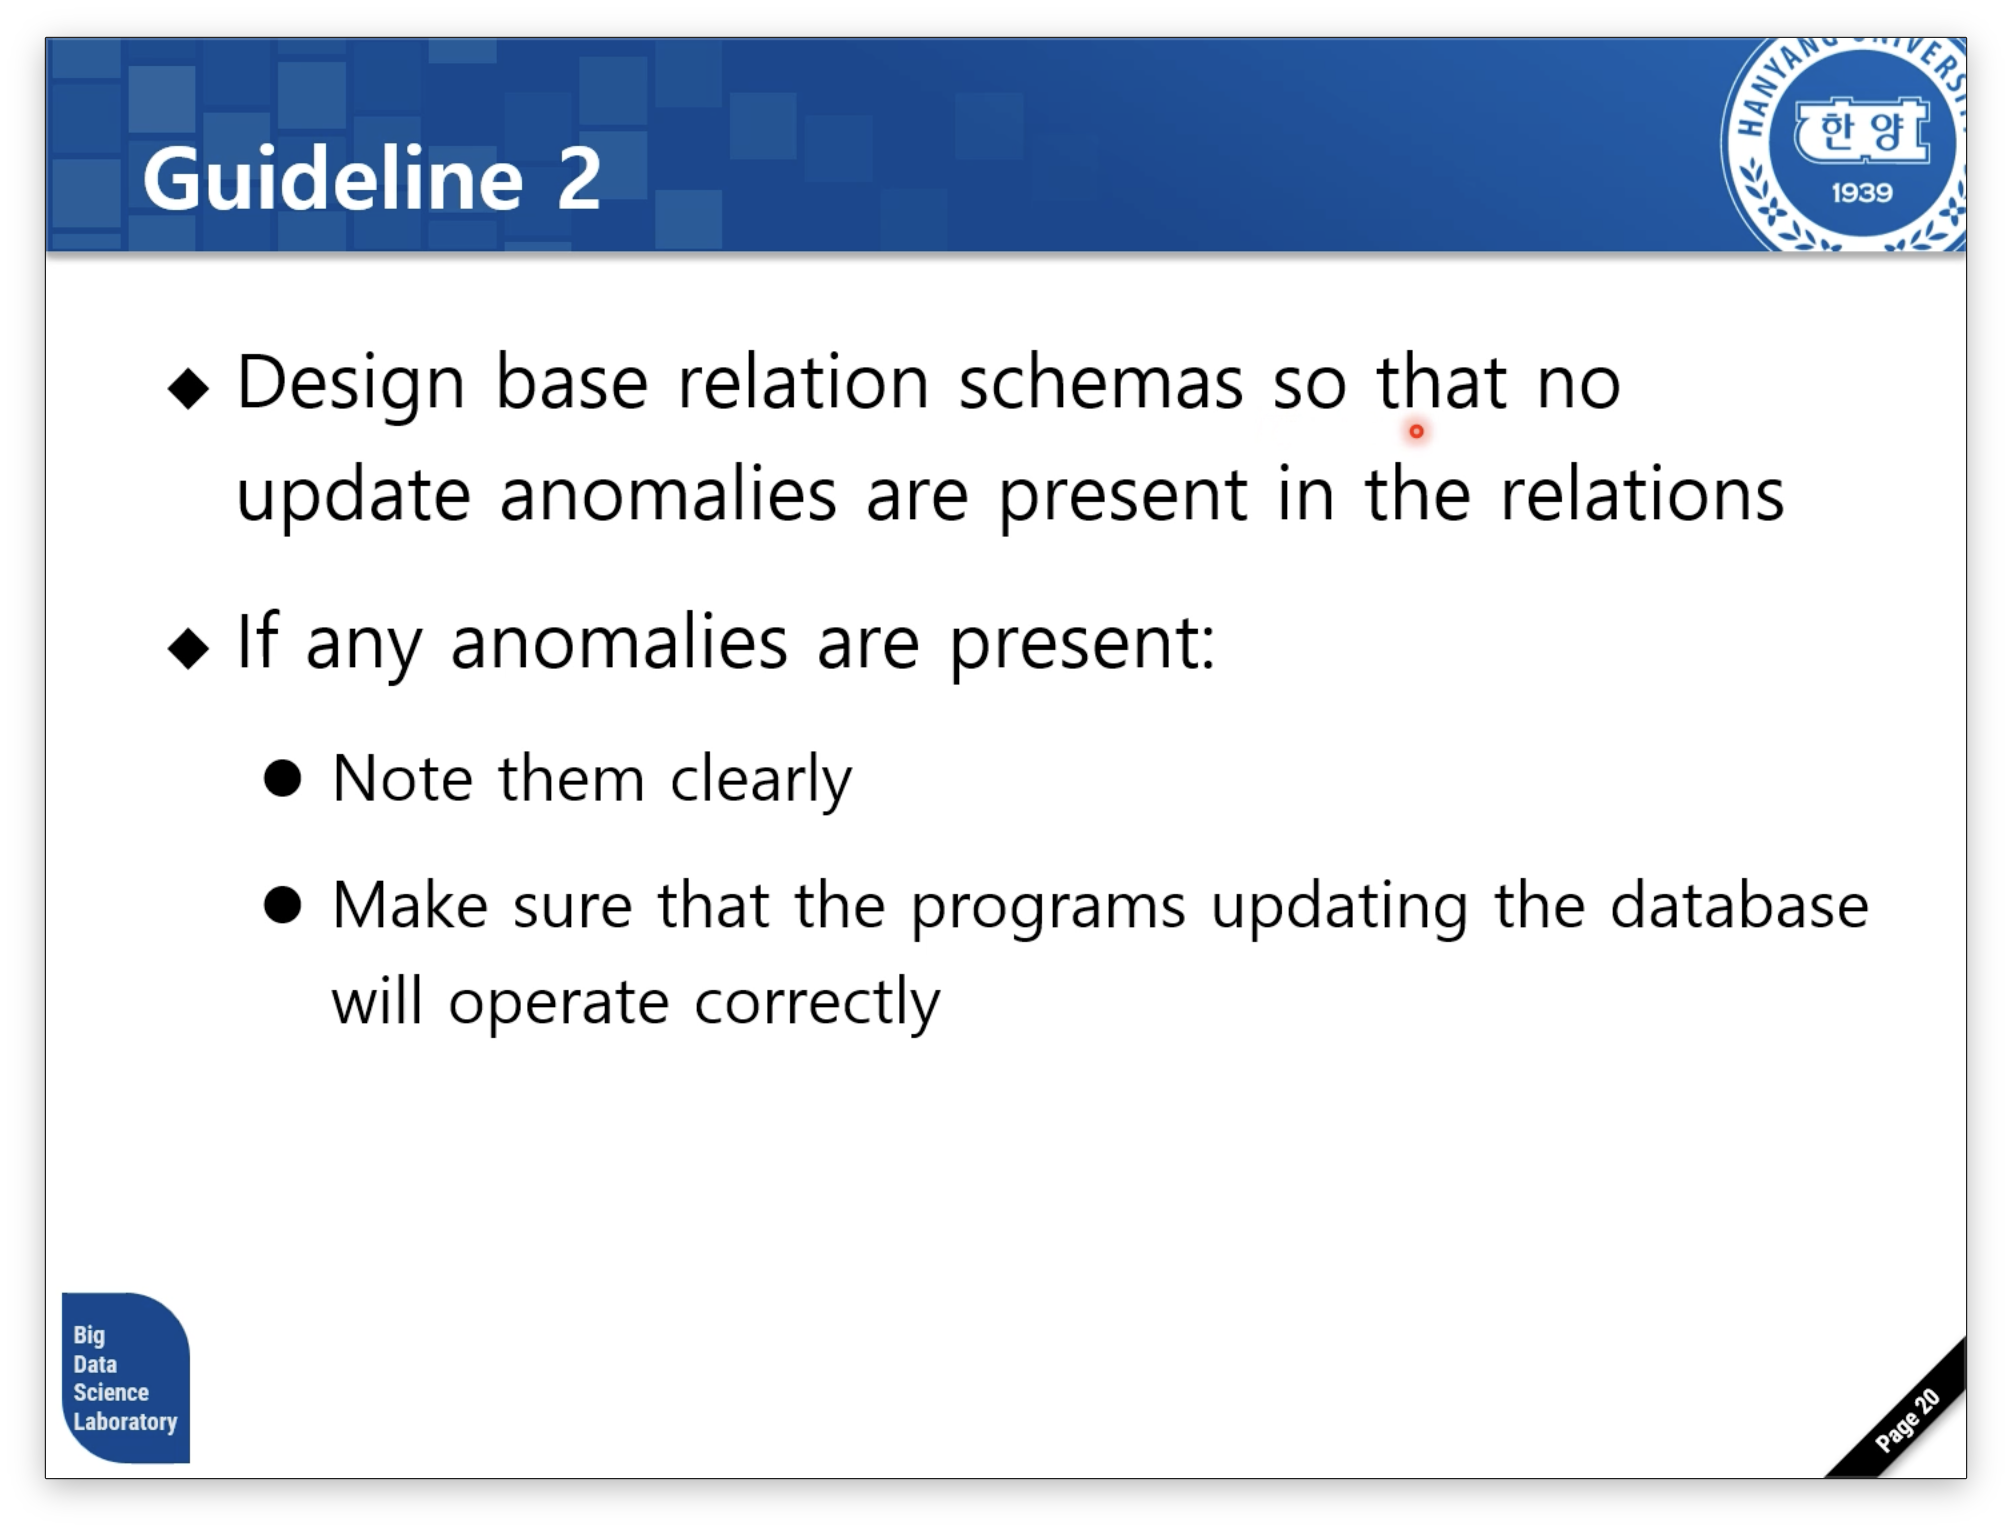 Guideline 2
HANYANG UNIVERSIT
한양
1939
◆ Design base relation schemas so that no
update anomalies are present in the relations
◆ If any anomalies are present:
● Note them clearly
● Make sure that the programs updating the database
will operate correctly
Big
Data
Science
Laboratory
Page 20